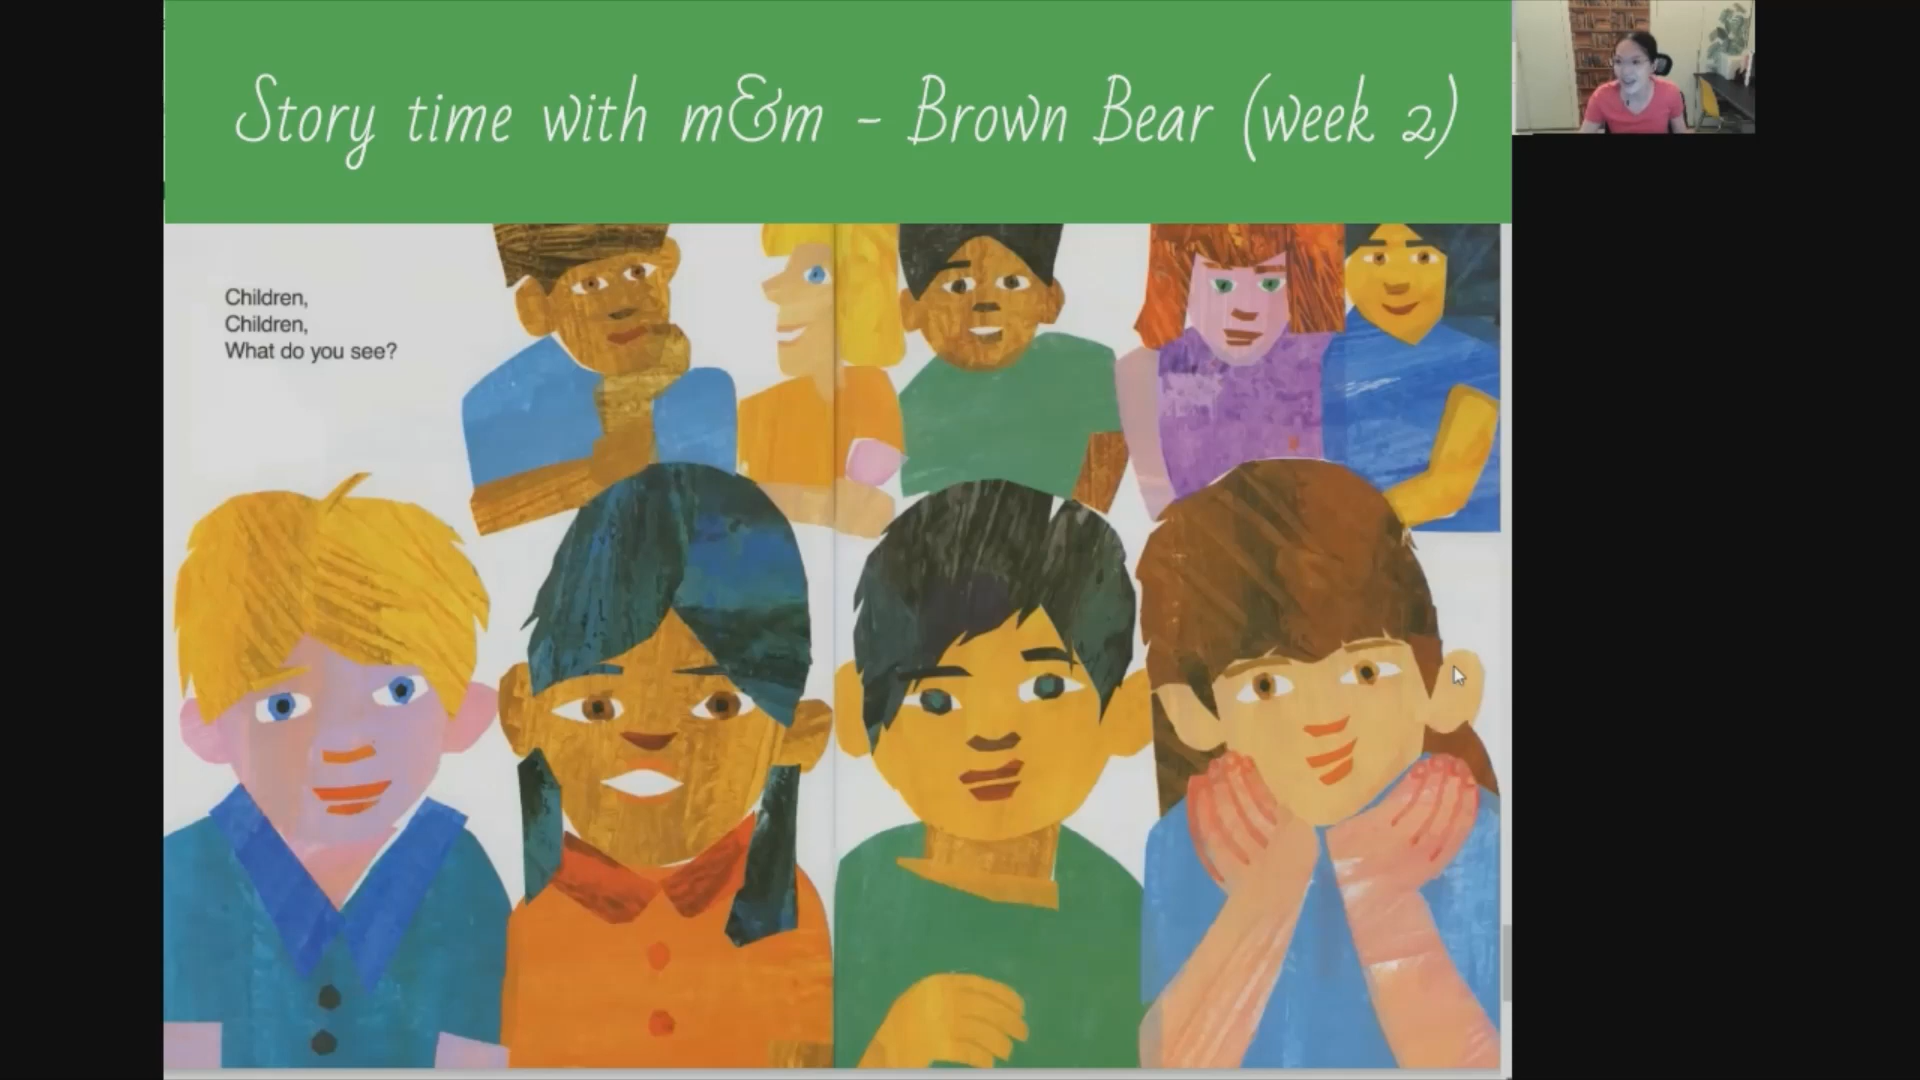 Story time with m&m - Brown Bear (week 2)
Children,
Children,
What do you see?